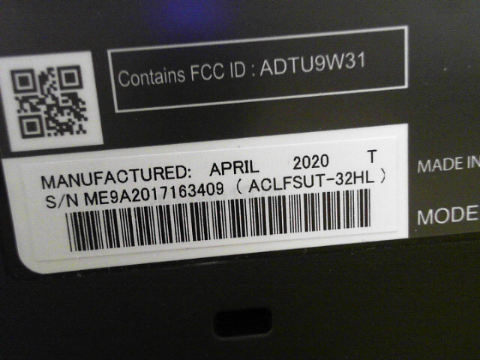 Contains FCC ID : ADTU9W31
MANUFACTURED: APRIL 2020 T
S/N ME9A2017163409 ( ACLFSUT-32HL )
MADE IN
MODE